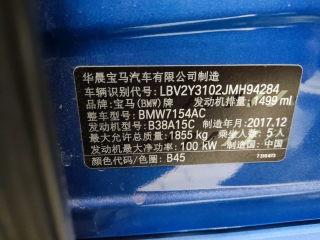 华晨宝马汽车有限公司制造
车辆识别代号: LBV2Y3102JMH94284
品牌: 宝马(BMW)牌 发动机排量: 1499 ml
整车型号: BMW7154AC
发动机型号: B38A15C 制造年月: 2017.12
最大允许总质量: 1855 kg 乘坐人数: 5人
发动机最大净功率: 100 kW 制造国: 中国
颜色代码/色图: B45